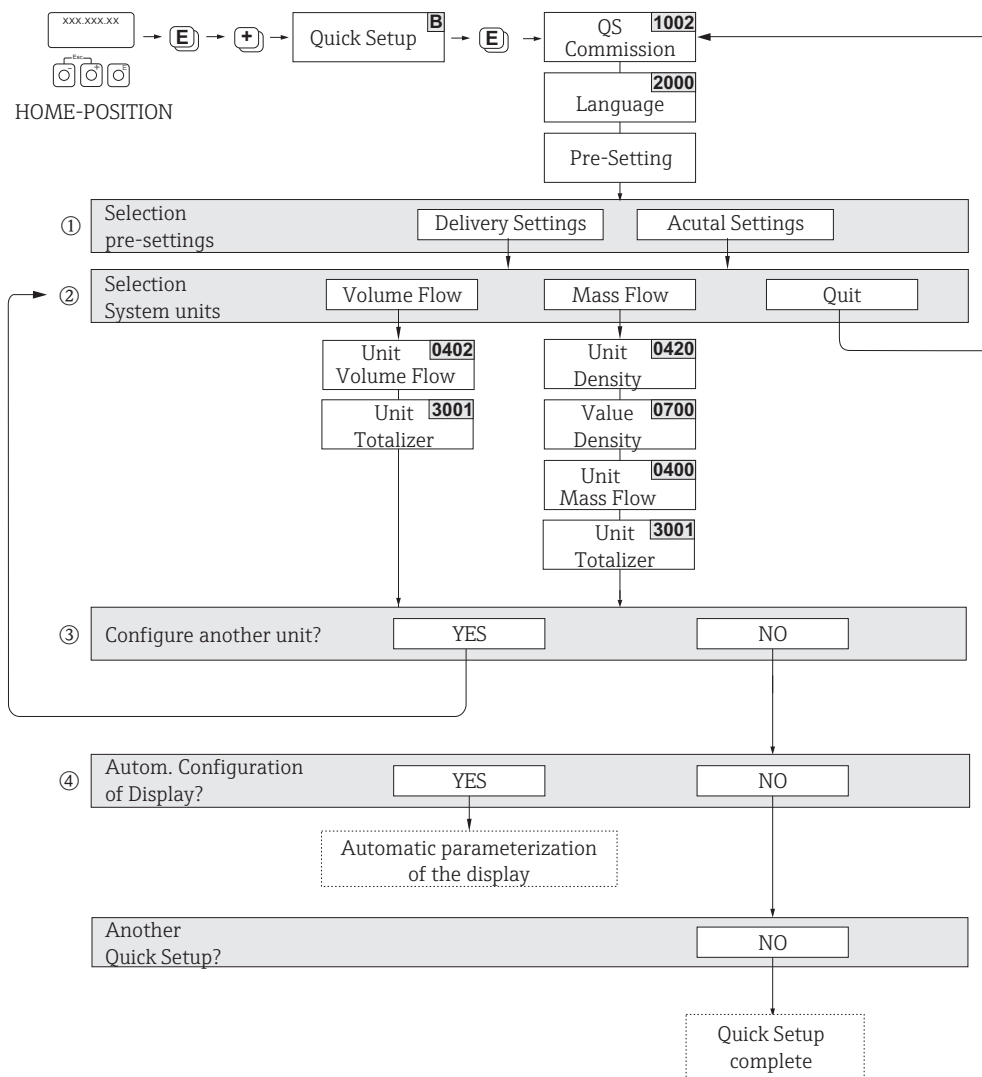 xxx.xxx.xx
Esc
- + E
HOME-POSITION
E
+
Quick Setup B
E
QS 1002
Commission
2000
Language
Pre-Setting
① Selection
pre-settings
Delivery Settings
Acutal Settings
② Selection
System units
Volume Flow
Mass Flow
Quit
Unit 0402
Volume Flow
Unit 3001
Totalizer
Unit 0420
Density
Value 0700
Density
Unit 0400
Mass Flow
Unit 3001
Totalizer
③ Configure another unit?
YES
NO
④ Autom. Configuration
of Display?
YES
NO
Automatic parameterization
of the display
Another
Quick Setup?
NO
Quick Setup
complete